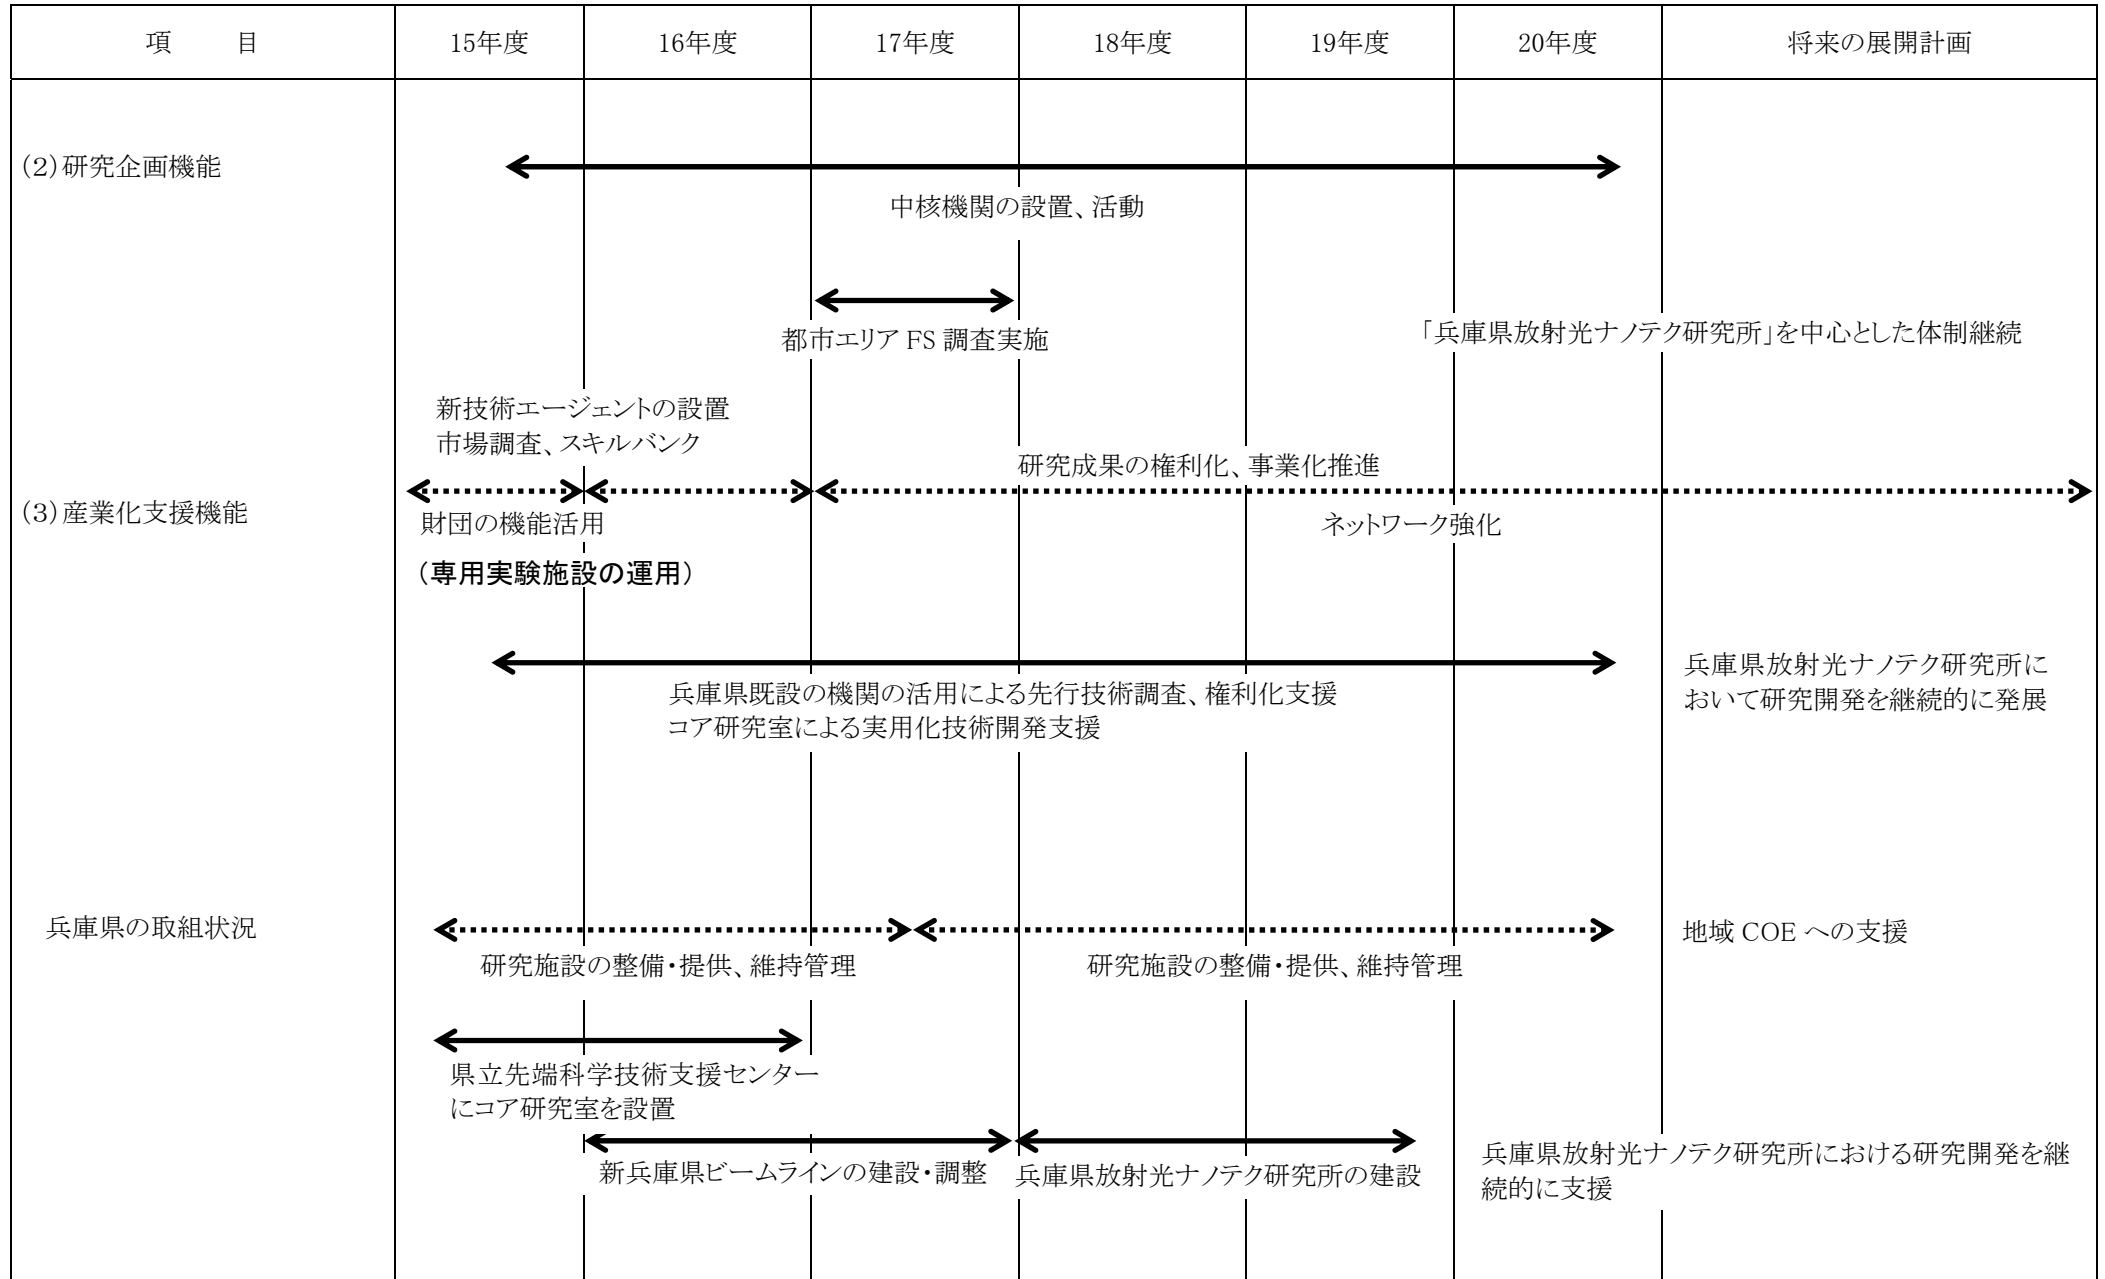 項　　目
15年度
16年度
17年度
18年度
19年度
20年度
将来の展開計画
（2）研究企画機能
中核機関の設置、活動
都市エリア FS 調査実施
「兵庫県放射光ナノテク研究所」を中心とした体制継続
新技術エージェントの設置
市場調査、スキルバンク
研究成果の権利化、事業化推進
（3）産業化支援機能
財団の機能活用
ネットワーク強化
（専用実験施設の運用）
兵庫県既設の機関の活用による先行技術調査、権利化支援
コア研究室による実用化技術開発支援
兵庫県放射光ナノテク研究所に
おいて研究開発を継続的に発展
兵庫県の取組状況
地域 COE への支援
研究施設の整備・提供、維持管理
研究施設の整備・提供、維持管理
県立先端科学技術支援センター
にコア研究室を設置
新兵庫県ビームラインの建設・調整
兵庫県放射光ナノテク研究所の建設
兵庫県放射光ナノテク研究所における研究開発を継
続的に支援